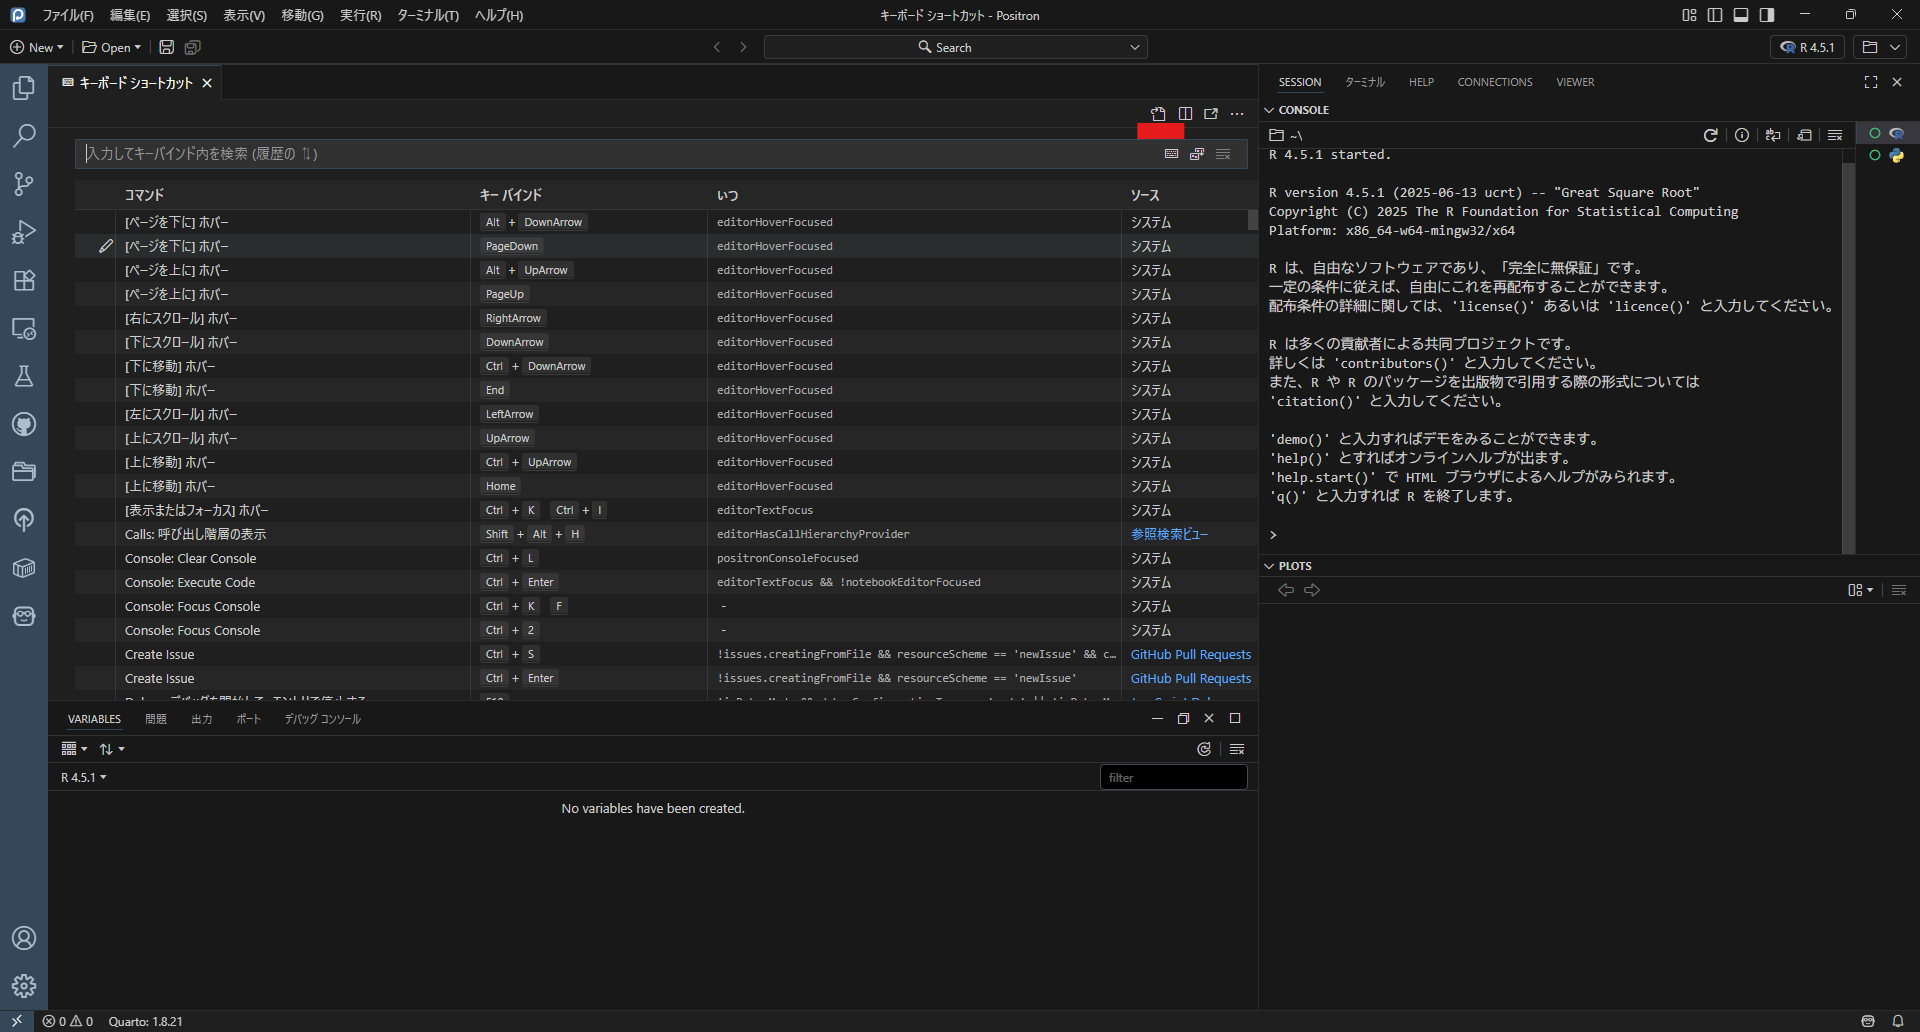 ファイル(F) 編集(E) 選択(S) 表示(V) 移動(G) 実行(R) ターミナル(T) ヘルプ(H)
キーボード ショートカット - Positron
New Open Search R 4.5.1
キーボード ショートカット
入力してキーバインド内を検索 (履歴の ⇅)
コマンド キー バインド いつ ソース
[ページを下に] ホバー Alt + DownArrow editorHoverFocused システム
[ページを下に] ホバー PageDown editorHoverFocused システム
[ページを上に] ホバー Alt + UpArrow editorHoverFocused システム
[ページを上に] ホバー PageUp editorHoverFocused システム
[右にスクロール] ホバー RightArrow editorHoverFocused システム
[下にスクロール] ホバー DownArrow editorHoverFocused システム
[下に移動] ホバー Ctrl + DownArrow editorHoverFocused システム
[下に移動] ホバー End editorHoverFocused システム
[左にスクロール] ホバー LeftArrow editorHoverFocused システム
[上にスクロール] ホバー UpArrow editorHoverFocused システム
[上に移動] ホバー Ctrl + UpArrow editorHoverFocused システム
[上に移動] ホバー Home editorHoverFocused システム
[表示またはフォーカス] ホバー Ctrl + K Ctrl + I editorTextFocus システム
Calls: 呼び出し階層の表示 Shift + Alt + H editorHasCallHierarchyProvider 参照検索ビュー
Console: Clear Console Ctrl + L positronConsoleFocused システム
Console: Execute Code Ctrl + Enter editorTextFocus && !notebookEditorFocused システム
Console: Focus Console Ctrl + K F - システム
Console: Focus Console Ctrl + 2 - システム
Create Issue Ctrl + S !issues.creatingFromFile && resourceScheme == 'newIssue' && c… GitHub Pull Requests
Create Issue Ctrl + Enter !issues.creatingFromFile && resourceScheme == 'newIssue' GitHub Pull Requests
VARIABLES 問題 出力 ポート デバッグ コンソール
R 4.5.1 filter
No variables have been created.
SESSION ターミナル HELP CONNECTIONS VIEWER
CONSOLE
~\
R 4.5.1 started.
R version 4.5.1 (2025-06-13 ucrt) -- "Great Square Root"
Copyright (C) 2025 The R Foundation for Statistical Computing
Platform: x86_64-w64-mingw32/x64
R は、自由なソフトウェアであり、「完全に無保証」です。
一定の条件に従えば、自由にこれを再配布することができます。
配布条件の詳細に関しては、'license()' あるいは 'licence()' と入力してください。
R は多くの貢献者による共同プロジェクトです。
詳しくは 'contributors()' と入力してください。
また、R や R のパッケージを出版物で引用する際の形式については
'citation()' と入力してください。
'demo()' と入力すればデモをみることができます。
'help()' とすればオンラインヘルプが出ます。
'help.start()' で HTML ブラウザによるヘルプがみられます。
'q()' と入力すれば R を終了します。
>
PLOTS
0 0 Quarto: 1.8.21